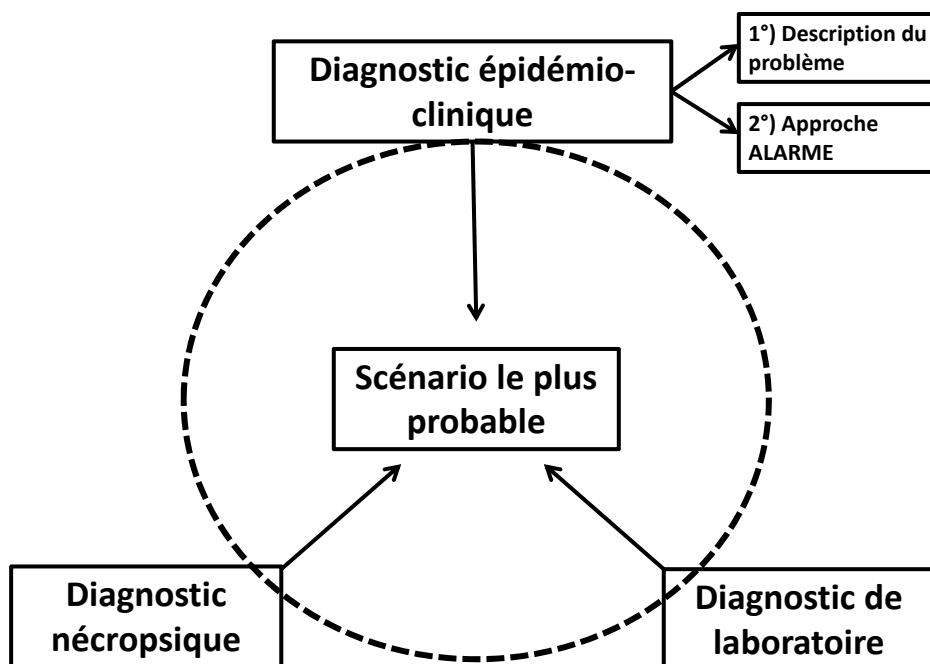 Diagnostic épidémio-
clinique
1°) Description du
problème
2°) Approche
ALARME
Scénario le plus
probable
Diagnostic
nécropsique
Diagnostic de
laboratoire